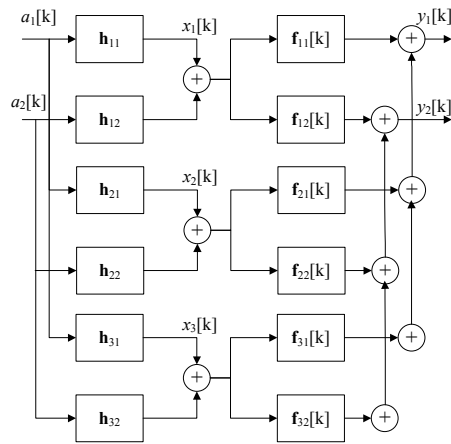 a₁[k] x₁[k] y₁[k]
h₁₁ f₁₁[k]
a₂[k] y₂[k]
h₁₂ f₁₂[k]
x₂[k]
h₂₁ f₂₁[k]
h₂₂ f₂₂[k]
x₃[k]
h₃₁ f₃₁[k]
h₃₂ f₃₂[k]